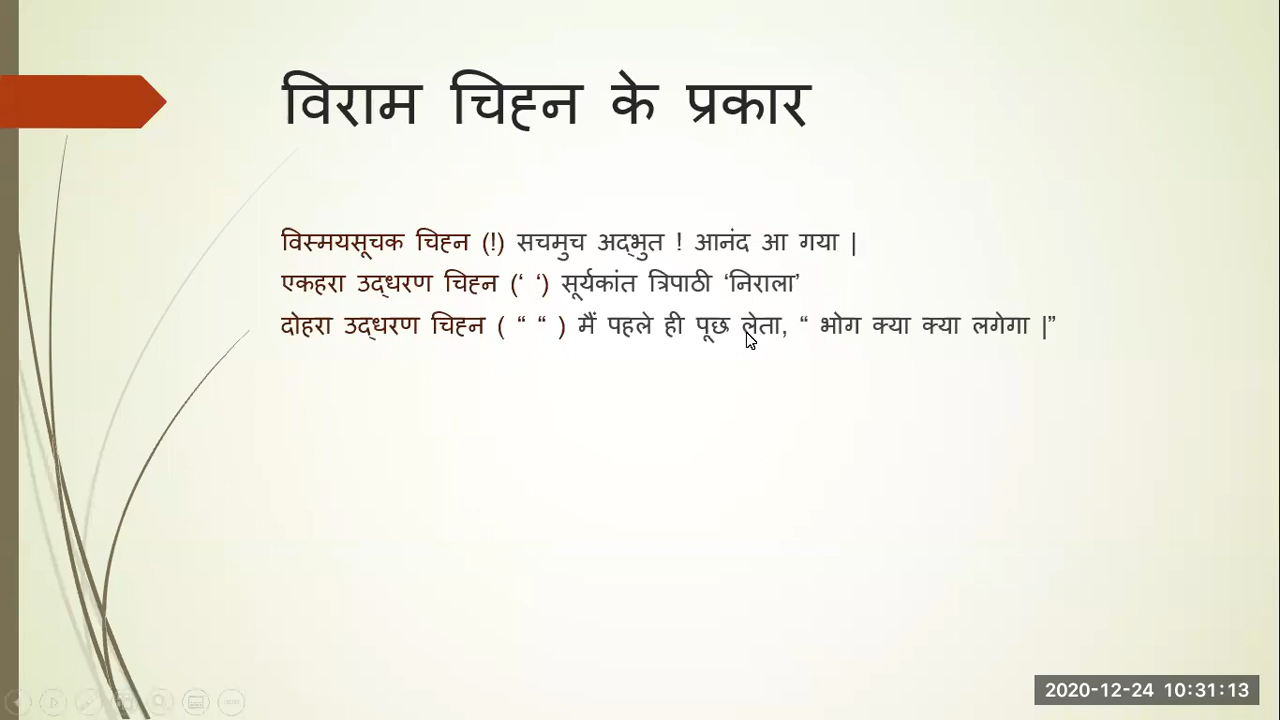 विराम चिह्न के प्रकार
विस्मयसूचक चिह्न (!) सचमुच अद्भुत ! आनंद आ गया |
एकहरा उद्धरण चिह्न (‘ ‘) सूर्यकांत त्रिपाठी ‘निराला’
दोहरा उद्धरण चिह्न ( “ “ ) मैं पहले ही पूछ लेता, “ भोग क्या क्या लगेगा |”
2020-12-24 10:31:13